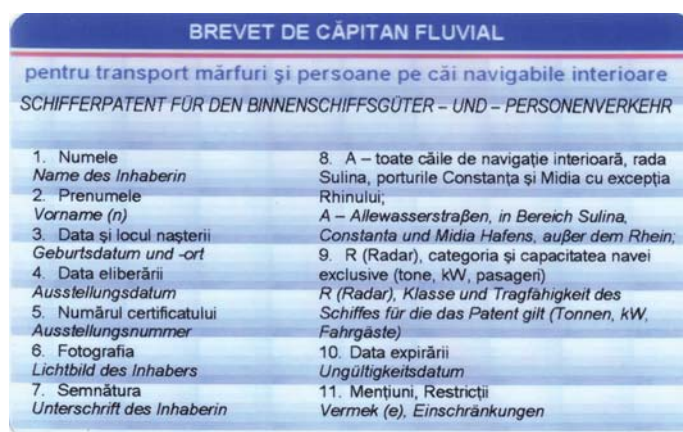 BREVET DE CĂPITAN FLUVIAL
pentru transport mărfuri şi persoane pe căi navigabile interioare
SCHIFFERPATENT FÜR DEN BINNENSCHIFFSGÜTER – UND – PERSONENVERKEHR
1. Numele
Name des Inhaberin
2. Prenumele
Vorname (n)
3. Data şi locul naşterii
Geburtsdatum und -ort
4. Data eliberării
Ausstellungsdatum
5. Numărul certificatului
Ausstellungsnummer
6. Fotografia
Lichtbild des Inhabers
7. Semnătura
Unterschrift des Inhaberin
8. A – toate căile de navigaţie interioară, rada
Sulina, porturile Constanţa şi Midia cu excepţia
Rhinului;
A – Allewasserstraßen, in Bereich Sulina,
Constanta und Midia Hafens, außer dem Rhein;
9. R (Radar), categoria şi capacitatea navei
exclusive (tone, kW, pasageri)
R (Radar), Klasse und Tragfähigkeit des
Schiffes für die das Patent gilt (Tonnen, kW,
Fahrgäste)
10. Data expirării
Ungültigkeitsdatum
11. Menţiuni, Restricţii
Vermek (e), Einschränkungen